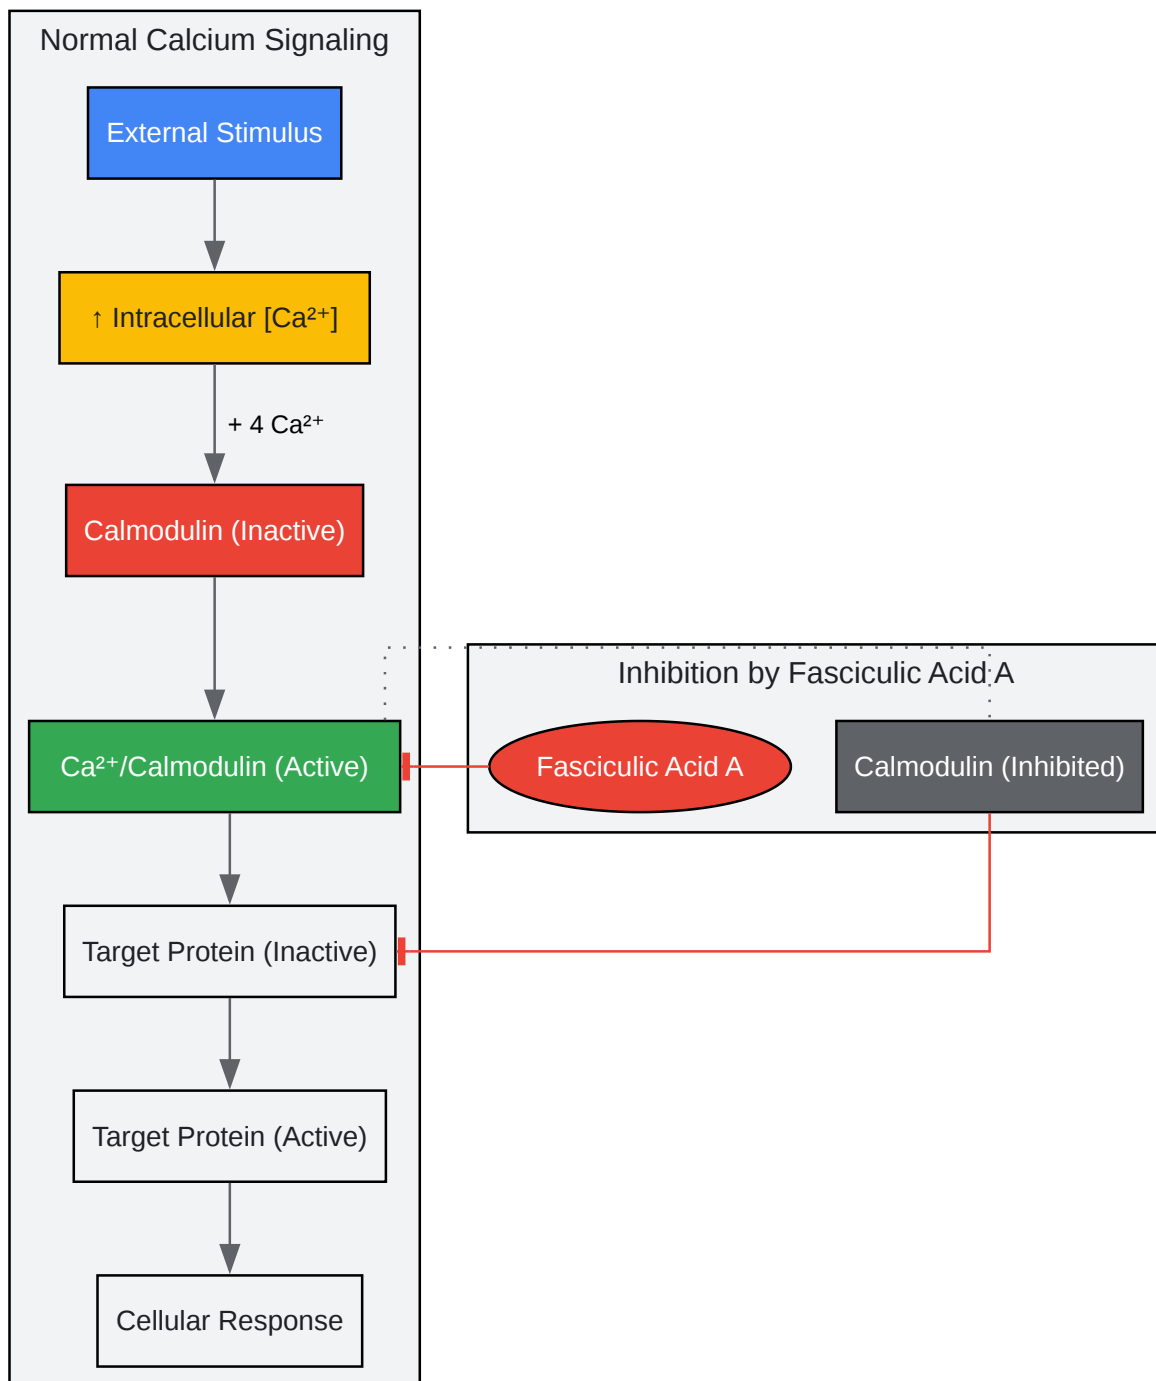 Normal Calcium Signaling
External Stimulus
↑ Intracellular [Ca²⁺]
+ 4 Ca²⁺
Calmodulin (Inactive)
Inhibition by Fasciculic Acid A
Ca²⁺/Calmodulin (Active)
Fasciculic Acid A
Calmodulin (Inhibited)
Target Protein (Inactive)
Target Protein (Active)
Cellular Response